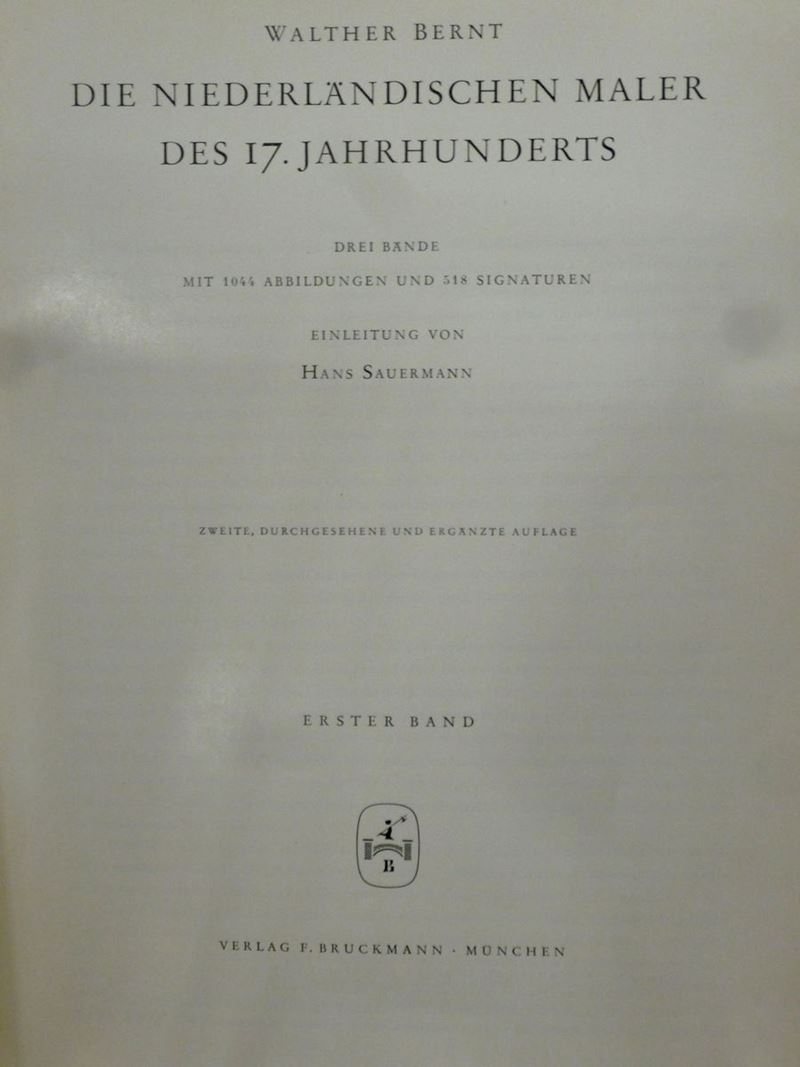 WALTHER BERNT
DIE NIEDERLÄNDISCHEN MALER
DES 17. JAHRHUNDERTS
DREI BÄNDE
MIT 1044 ABBILDUNGEN UND 518 SIGNATUREN
EINLEITUNG VON
HANS SAUERMANN
ZWEITE, DURCHGESEHENE UND ERGÄNZTE AUFLAGE
ERSTER BAND
B
VERLAG F. BRUCKMANN · MÜNCHEN